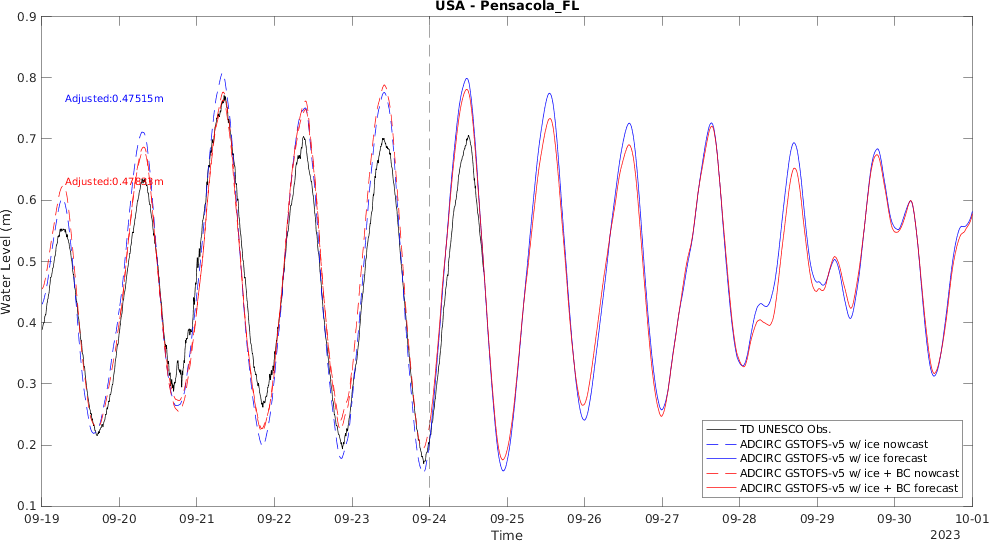 USA - Pensacola_FL
0.9
0.8
0.7
0.6
0.5
0.4
0.3
0.2
0.1
Water Level (m)
Adjusted:0.47515m
09-19 09-20 09-21 09-22 09-23 09-24 09-25 09-26 09-27 09-28 09-29 09-30 10-01
2023
Time
TD UNESCO Obs.
ADCIRC GSTOFS-v5 w/ ice nowcast
ADCIRC GSTOFS-v5 w/ ice forecast
ADCIRC GSTOFS-v5 w/ ice + BC nowcast
ADCIRC GSTOFS-v5 w/ ice + BC forecast